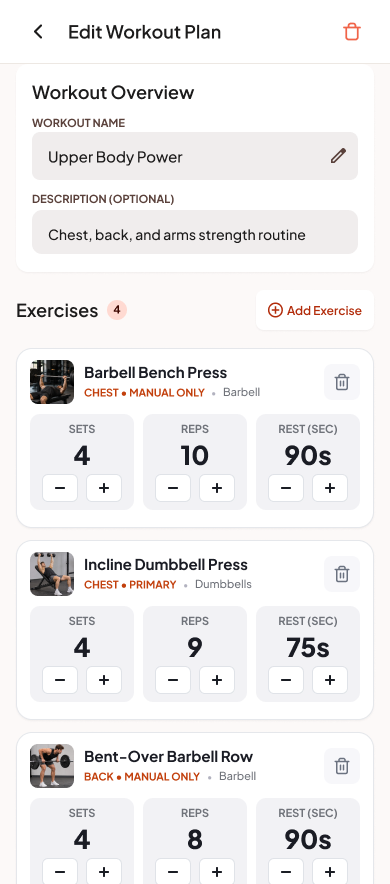 Edit Workout Plan
Workout Overview
WORKOUT NAME
Upper Body Power
DESCRIPTION (OPTIONAL)
Chest, back, and arms strength routine
Exercises 4
Add Exercise
Barbell Bench Press
CHEST • MANUAL ONLY • Barbell
SETS REPS REST (SEC)
4 10 90s
− + − + − +
Incline Dumbbell Press
CHEST • PRIMARY • Dumbbells
SETS REPS REST (SEC)
4 9 75s
− + − + − +
Bent-Over Barbell Row
BACK • MANUAL ONLY • Barbell
SETS REPS REST (SEC)
4 8 90s
− + − + − +